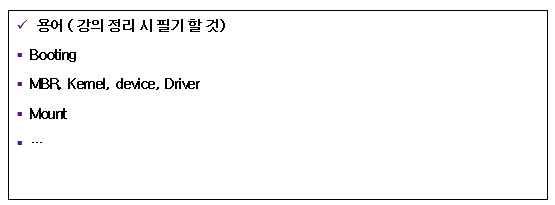 ✓ 용어 ( 강의 정리 시 필기 할 것)
▪ Booting
▪ MBR, Kernel, device, Driver
▪ Mount
▪ …